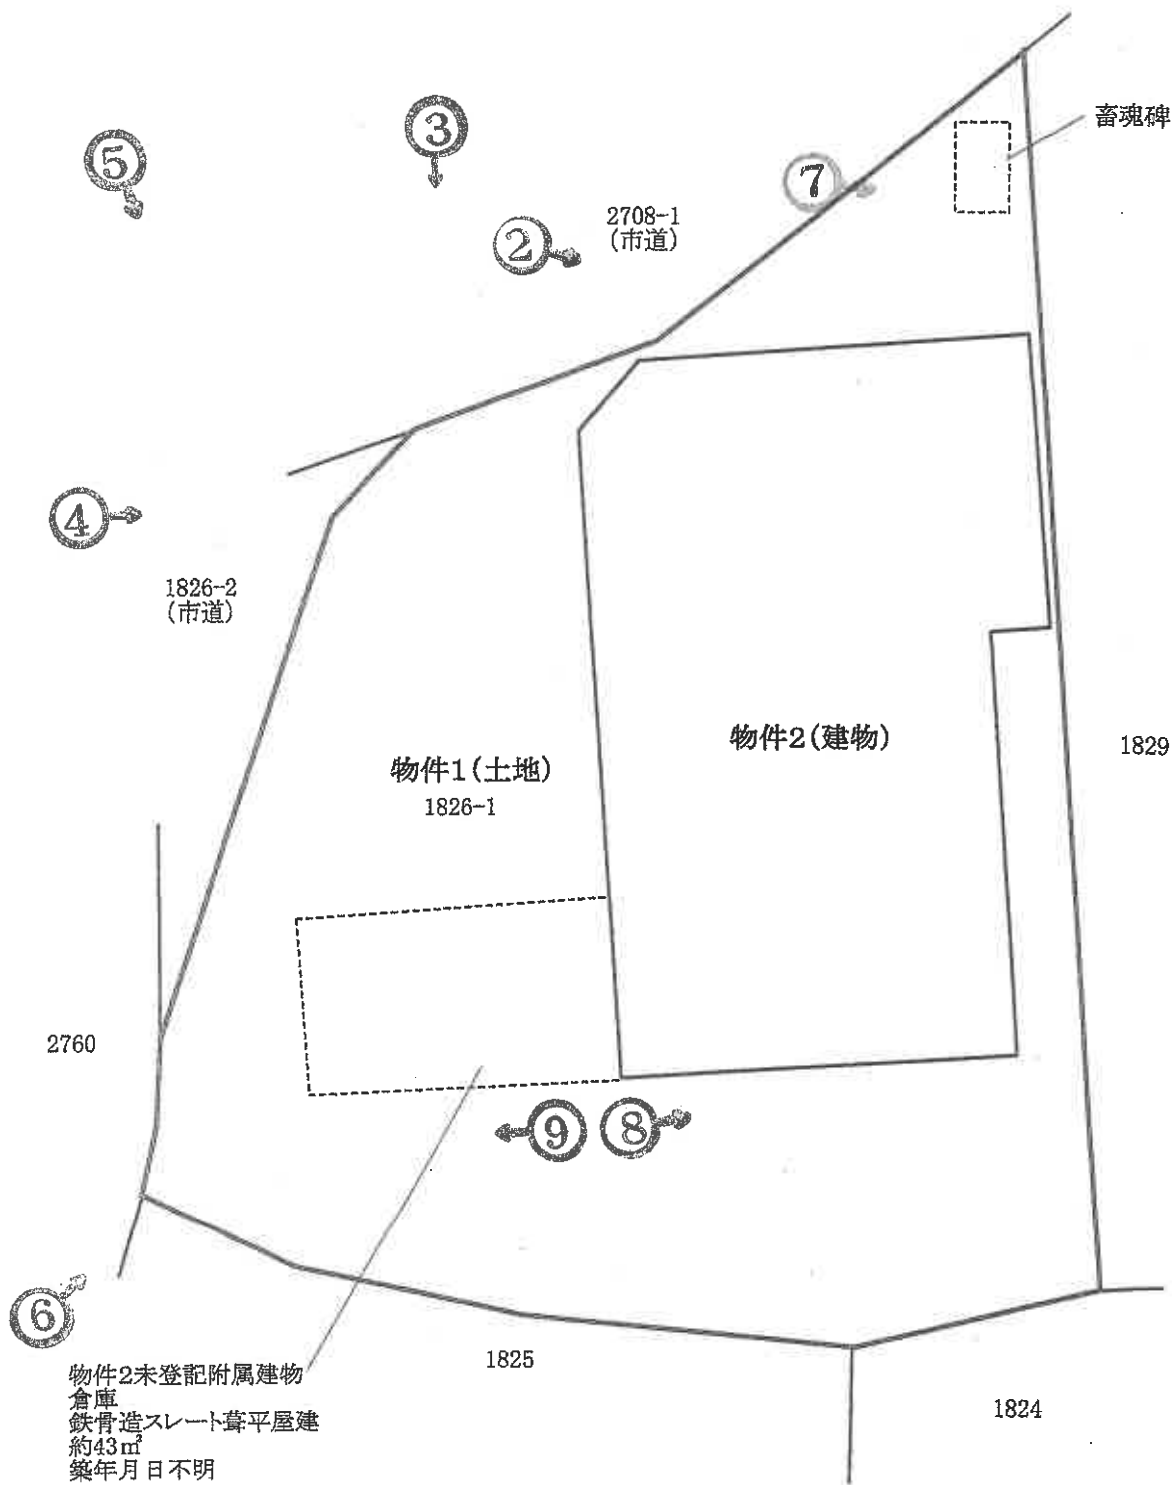 畜魂碑
③
⑤
⑦
2708-1
(市道)
②
④
1826-2
(市道)
物件2(建物)
1829
物件1(土地)
1826-1
2760
⑨
⑧
⑥
1825
物件2未登記附属建物
倉庫
鉄骨造スレート葺平屋建
約43㎡
築年月日不明
1824